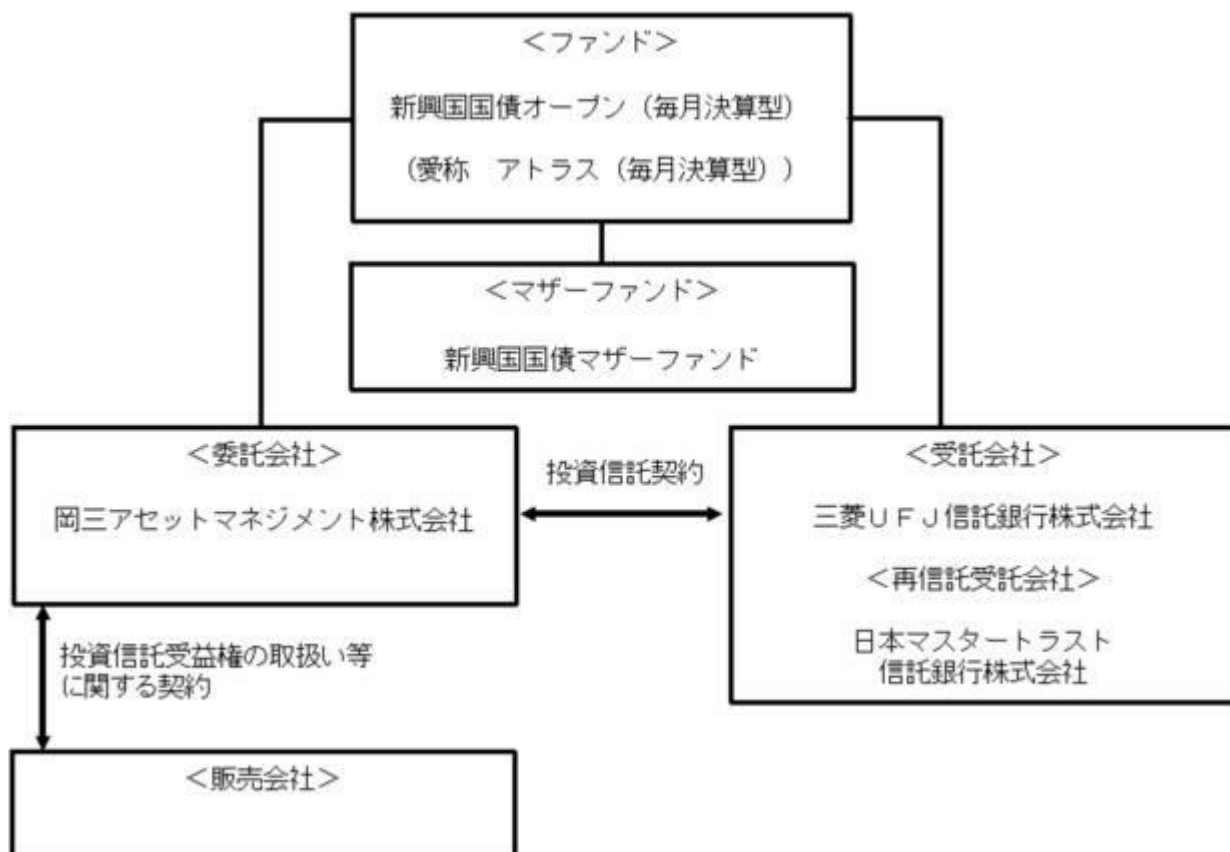 ＜ファンド＞
新興国国債オープン（毎月決算型）
（愛称　アトラス（毎月決算型））
＜マザーファンド＞
新興国国債マザーファンド
＜委託会社＞
岡三アセットマネジメント株式会社
投資信託契約
＜受託会社＞
三菱ＵＦＪ信託銀行株式会社
＜再信託受託会社＞
日本マスタートラスト
信託銀行株式会社
投資信託受益権の取扱い等
に関する契約
＜販売会社＞